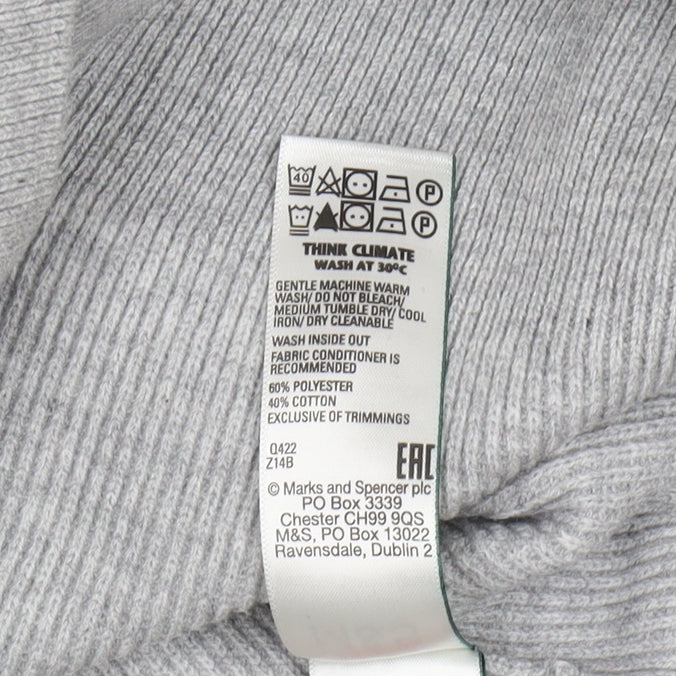 40 P
P
THINK CLIMATE
WASH AT 30ºC
GENTLE MACHINE WARM
WASH/ DO NOT BLEACH/
MEDIUM TUMBLE DRY/ COOL
IRON/ DRY CLEANABLE
WASH INSIDE OUT
FABRIC CONDITIONER IS
RECOMMENDED
60% POLYESTER
40% COTTON
EXCLUSIVE OF TRIMMINGS
Q422
Z14B
EAC
© Marks and Spencer plc
PO Box 3339
Chester CH99 9QS
M&S, PO Box 13022
Ravensdale, Dublin 2